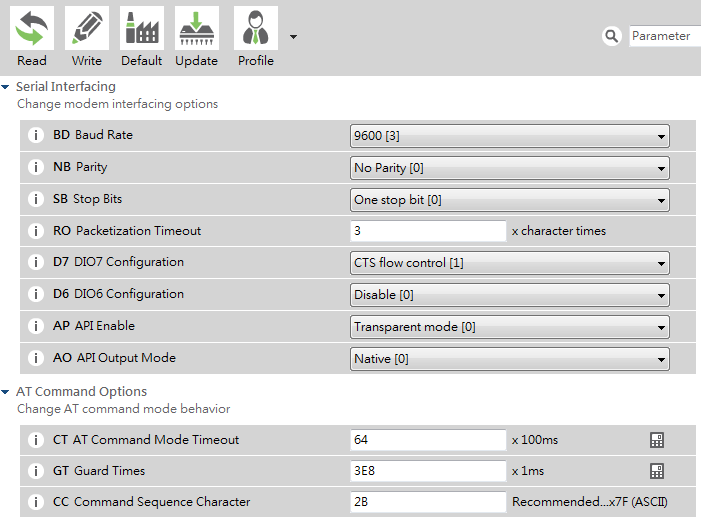 Read Write Default Update Profile Parameter
Serial Interfacing
Change modem interfacing options
i BD Baud Rate 9600 [3]
i NB Parity No Parity [0]
i SB Stop Bits One stop bit [0]
i RO Packetization Timeout 3 x character times
i D7 DIO7 Configuration CTS flow control [1]
i D6 DIO6 Configuration Disable [0]
i AP API Enable Transparent mode [0]
i AO API Output Mode Native [0]
AT Command Options
Change AT command mode behavior
i CT AT Command Mode Timeout 64 x 100ms
i GT Guard Times 3E8 x 1ms
i CC Command Sequence Character 2B Recommended...x7F (ASCII)